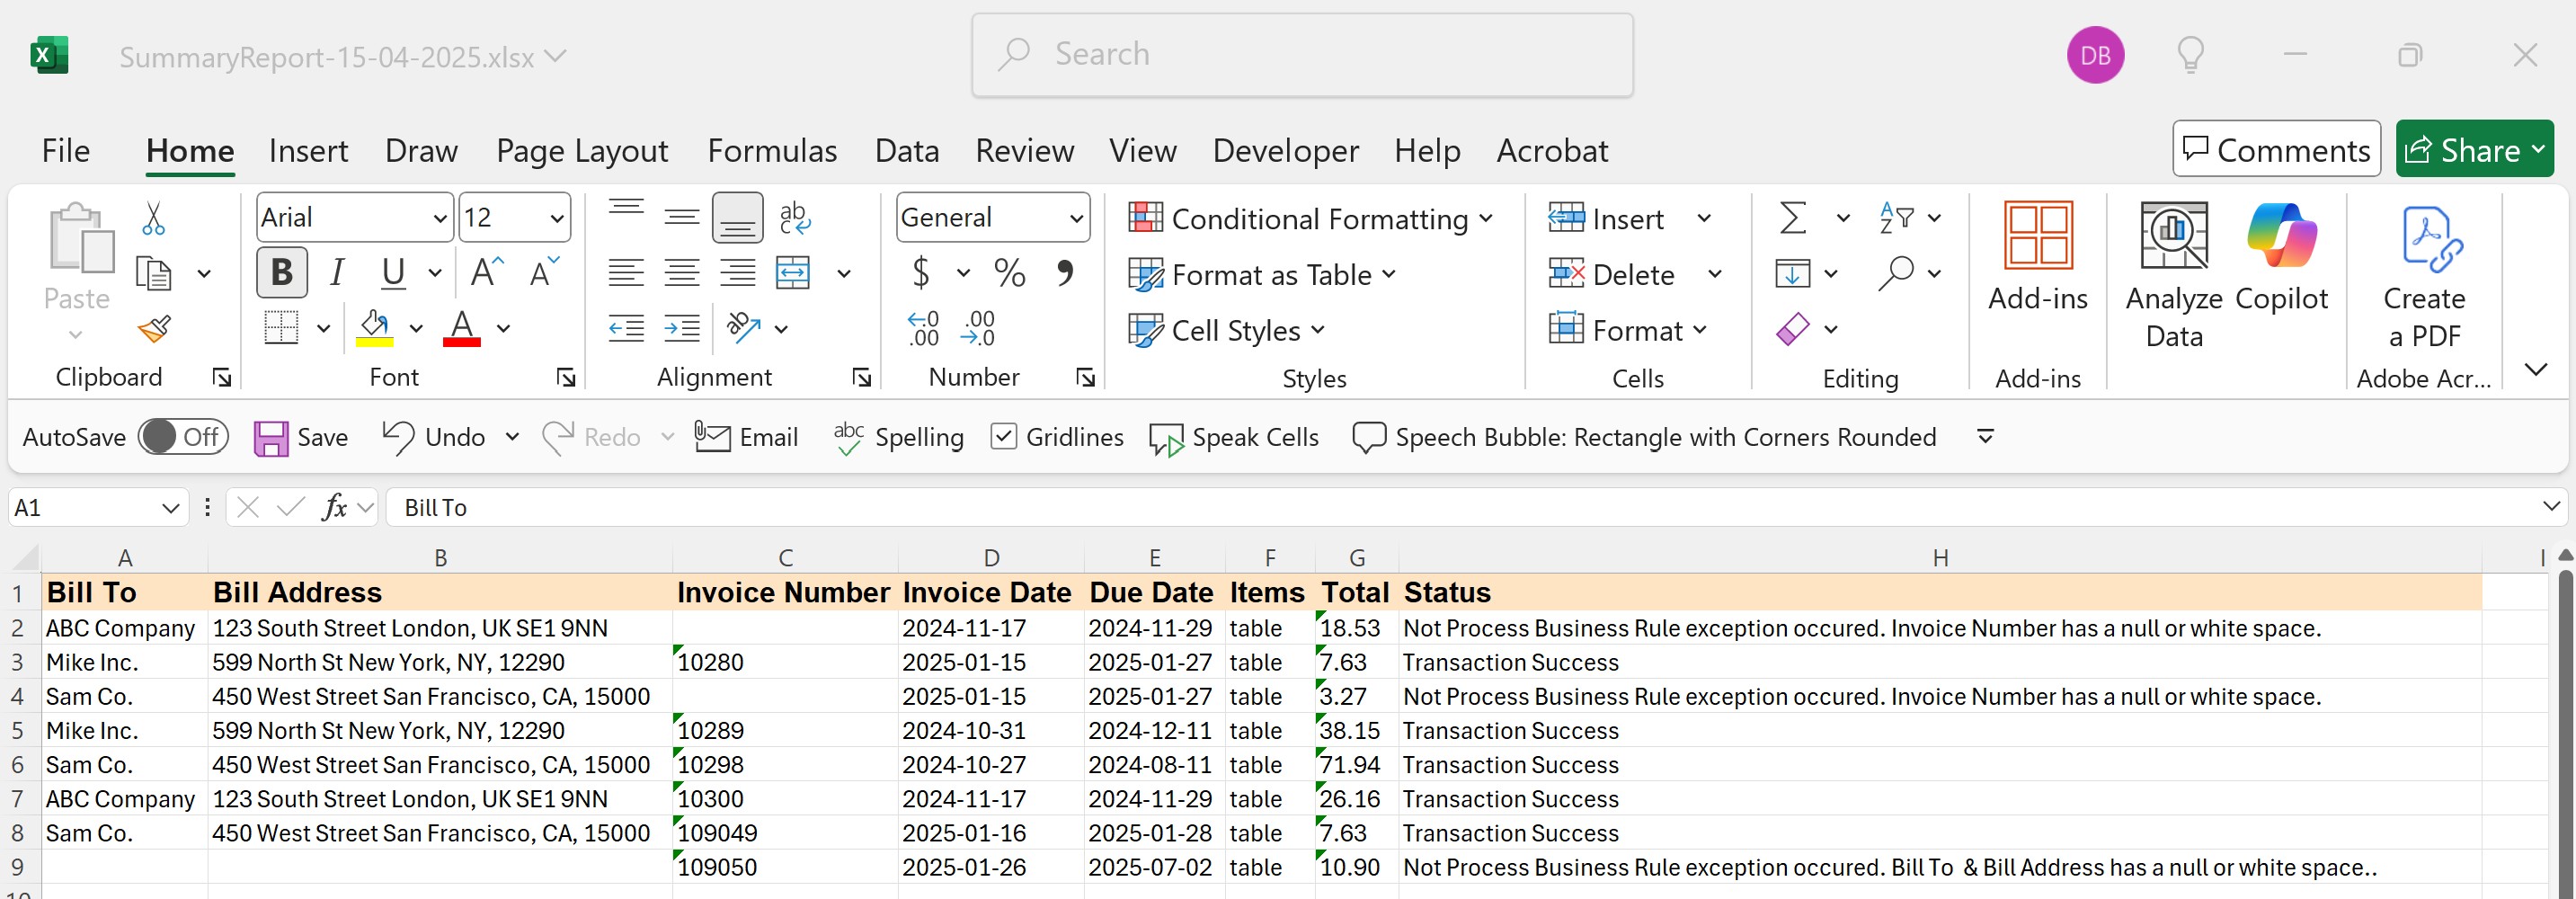 SummaryReport-15-04-2025.xlsx
Search
DB
File Home Insert Draw Page Layout Formulas Data Review View Developer Help Acrobat Comments Share
Paste
Clipboard
Arial 12
B I U A A
A
Font
ab
ab
Alignment
General
$ % 9
.0 .00 .00 .0
Number
Conditional Formatting
Format as Table
Cell Styles
Styles
Insert
Delete
Format
Cells
A Z
Editing
Add-ins
Add-ins
Analyze Data
Copilot
Create a PDF
Adobe Acr...
AutoSave Off Save Undo Redo Email abc Spelling Gridlines Speak Cells Speech Bubble: Rectangle with Corners Rounded
A1 fx Bill To
A B C D E F G H I
1 Bill To Bill Address Invoice Number Invoice Date Due Date Items Total Status
2 ABC Company 123 South Street London, UK SE1 9NN 2024-11-17 2024-11-29 table 18.53 Not Process Business Rule exception occured. Invoice Number has a null or white space.
3 Mike Inc. 599 North St New York, NY, 12290 10280 2025-01-15 2025-01-27 table 7.63 Transaction Success
4 Sam Co. 450 West Street San Francisco, CA, 15000 2025-01-15 2025-01-27 table 3.27 Not Process Business Rule exception occured. Invoice Number has a null or white space.
5 Mike Inc. 599 North St New York, NY, 12290 10289 2024-10-31 2024-12-11 table 38.15 Transaction Success
6 Sam Co. 450 West Street San Francisco, CA, 15000 10298 2024-10-27 2024-08-11 table 71.94 Transaction Success
7 ABC Company 123 South Street London, UK SE1 9NN 10300 2024-11-17 2024-11-29 table 26.16 Transaction Success
8 Sam Co. 450 West Street San Francisco, CA, 15000 109049 2025-01-16 2025-01-28 table 7.63 Transaction Success
9 109050 2025-01-26 2025-07-02 table 10.90 Not Process Business Rule exception occured. Bill To & Bill Address has a null or white space..
10